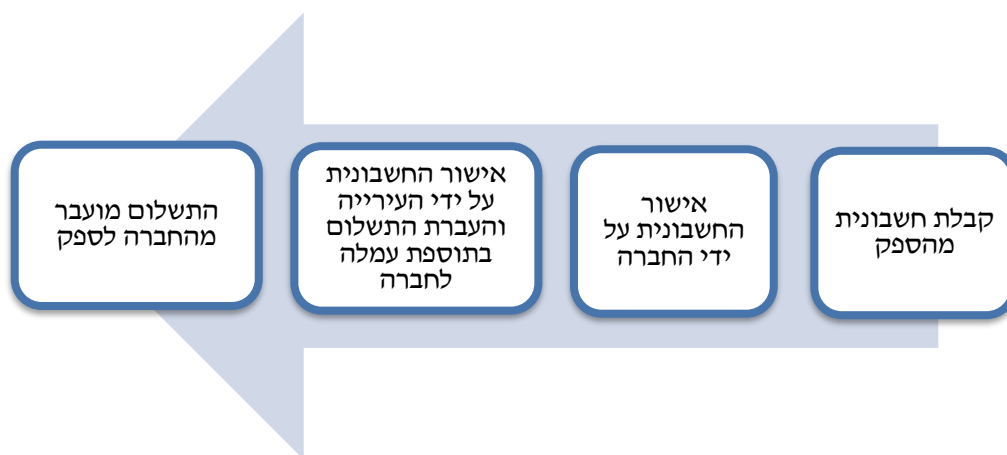 קבלת חשבונית
מהספק
אישור
החשבונית על
ידי החברה
אישור החשבונית
על ידי העירייה
והעברת התשלום
בתוספת עמלה
לחברה
התשלום מועבר
מהחברה לספק